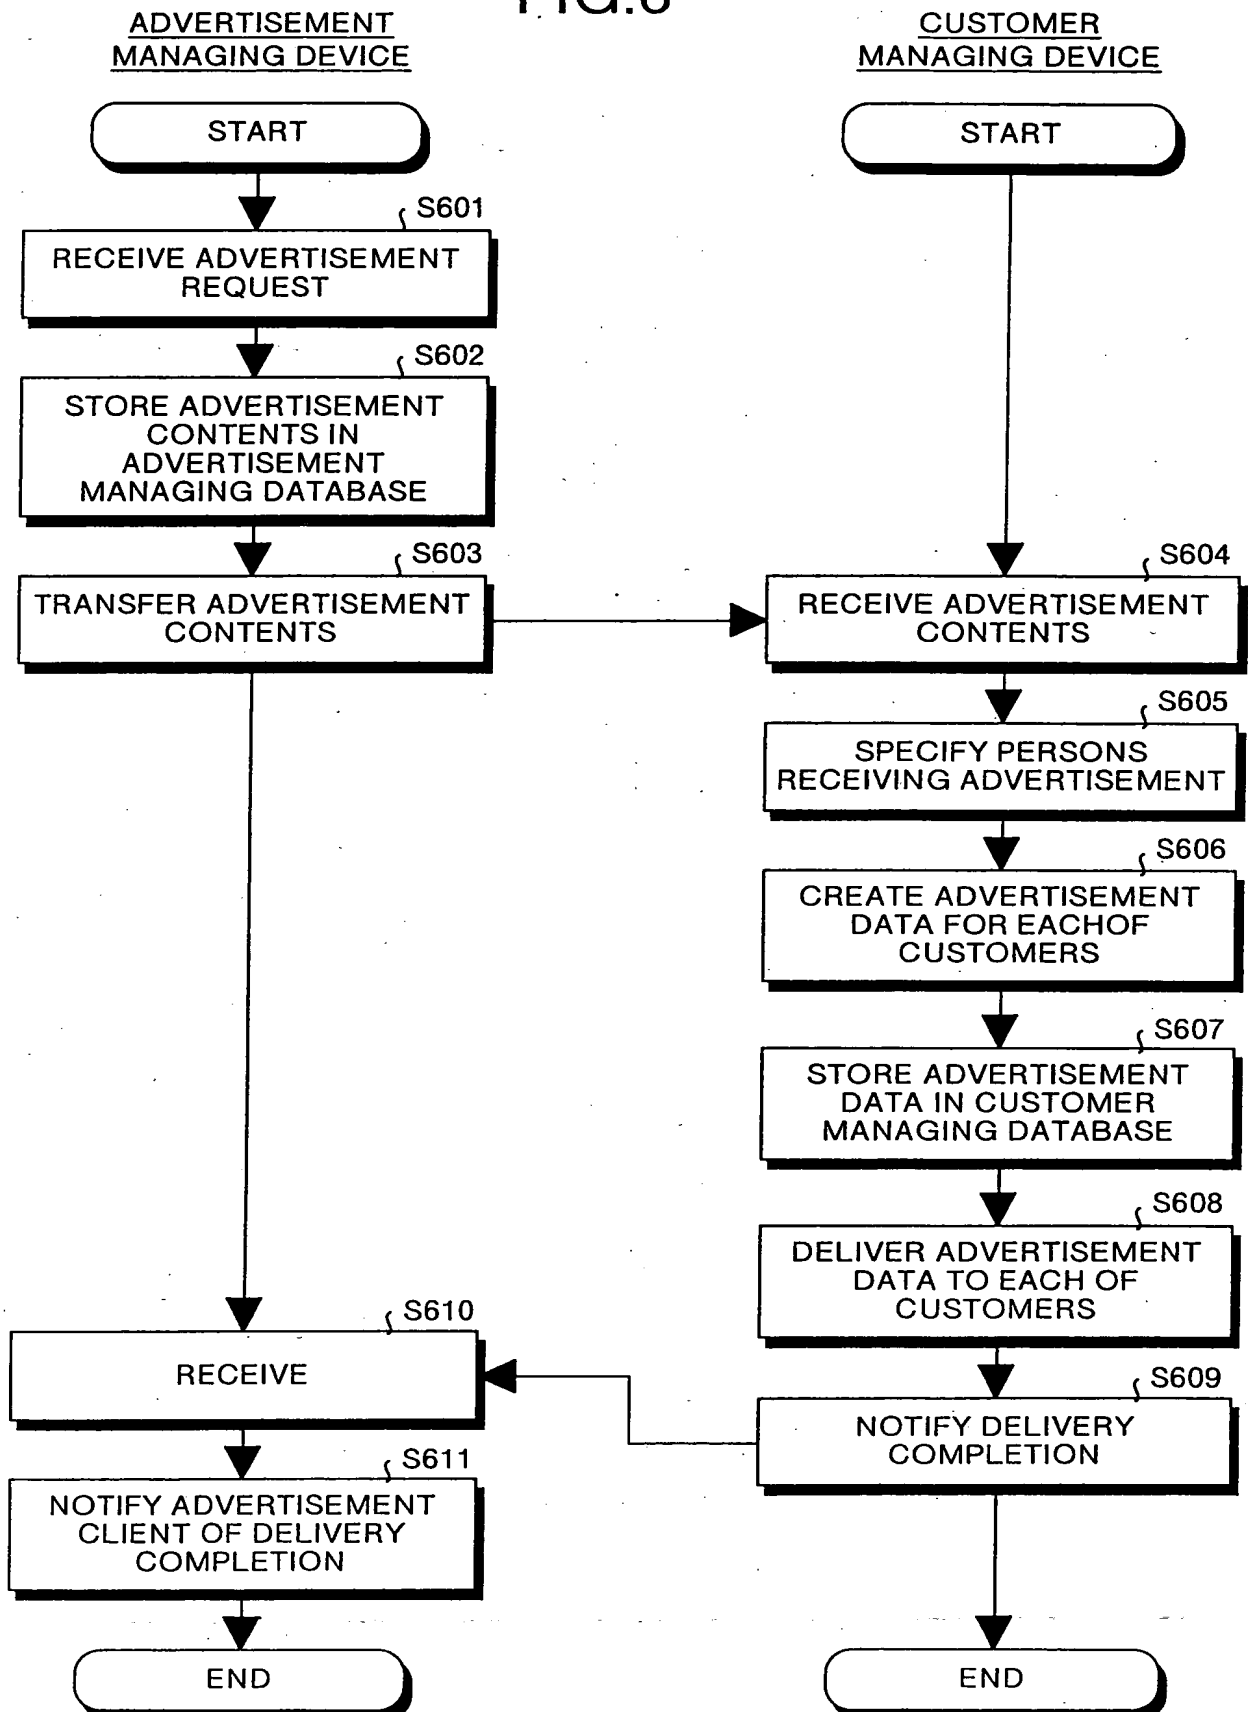 ADVERTISEMENT
MANAGING DEVICE
CUSTOMER
MANAGING DEVICE
START
START
S601
RECEIVE ADVERTISEMENT
REQUEST
S602
STORE ADVERTISEMENT
CONTENTS IN
ADVERTISEMENT
MANAGING DATABASE
S603
TRANSFER ADVERTISEMENT
CONTENTS
S604
RECEIVE ADVERTISEMENT
CONTENTS
S605
SPECIFY PERSONS
RECEIVING ADVERTISEMENT
S606
CREATE ADVERTISEMENT
DATA FOR EACHOF
CUSTOMERS
S607
STORE ADVERTISEMENT
DATA IN CUSTOMER
MANAGING DATABASE
S608
DELIVER ADVERTISEMENT
DATA TO EACH OF
CUSTOMERS
S609
NOTIFY DELIVERY
COMPLETION
S610
RECEIVE
S611
NOTIFY ADVERTISEMENT
CLIENT OF DELIVERY
COMPLETION
END
END